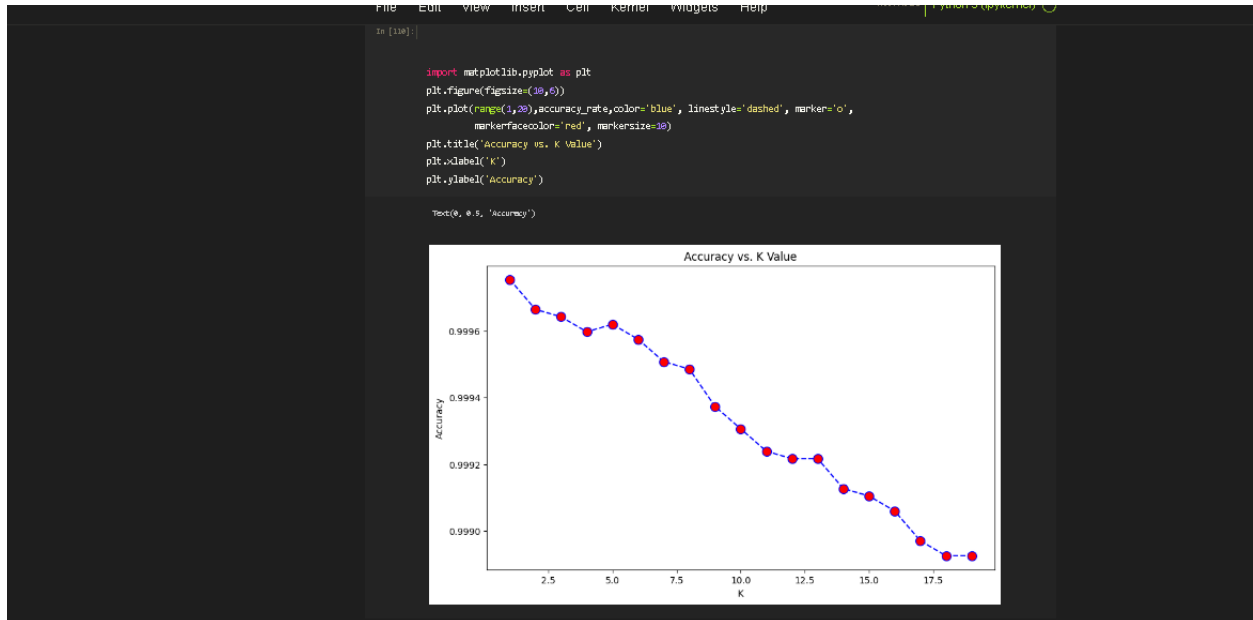 File Edit View Insert Cell Kernel Widgets Help Python 3 (ipykernel)
In [110]:
import matplotlib.pyplot as plt
plt.figure(figsize=(10,6))
plt.plot(range(1,20),accuracy_rate,color='blue', linestyle='dashed', marker='o',
markerfacecolor='red', markersize=10)
plt.title('Accuracy vs. K Value')
plt.xlabel('K')
plt.ylabel('Accuracy')
Text(0, 0.5, 'Accuracy')
Accuracy vs. K Value
0.9996
0.9994
0.9992
0.9990
Accuracy
2.5 5.0 7.5 10.0 12.5 15.0 17.5
K